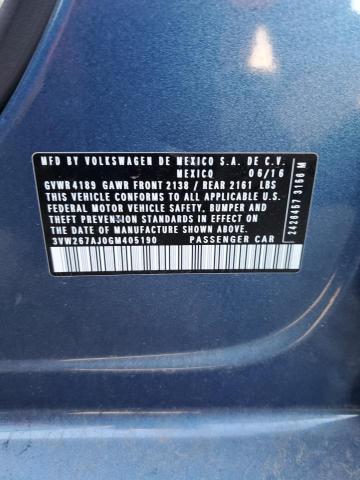 MFD BY VOLKSWAGEN DE MEXICO S.A. DE C.V.
MEXICO 06/16
GVWR 4189 GAWR FRONT 2138 / REAR 2161 LBS
THIS VEHICLE CONFORMS TO ALL APPLICABLE U.S.
FEDERAL MOTOR VEHICLE SAFETY, BUMPER AND
THEFT PREVENTION STANDARDS IN EFFECT ON
THE DATE OF MANUFACTURE SHOWN ABOVE.
3VW267AJ0GM405190 PASSENGER CAR
2420457 3166 M